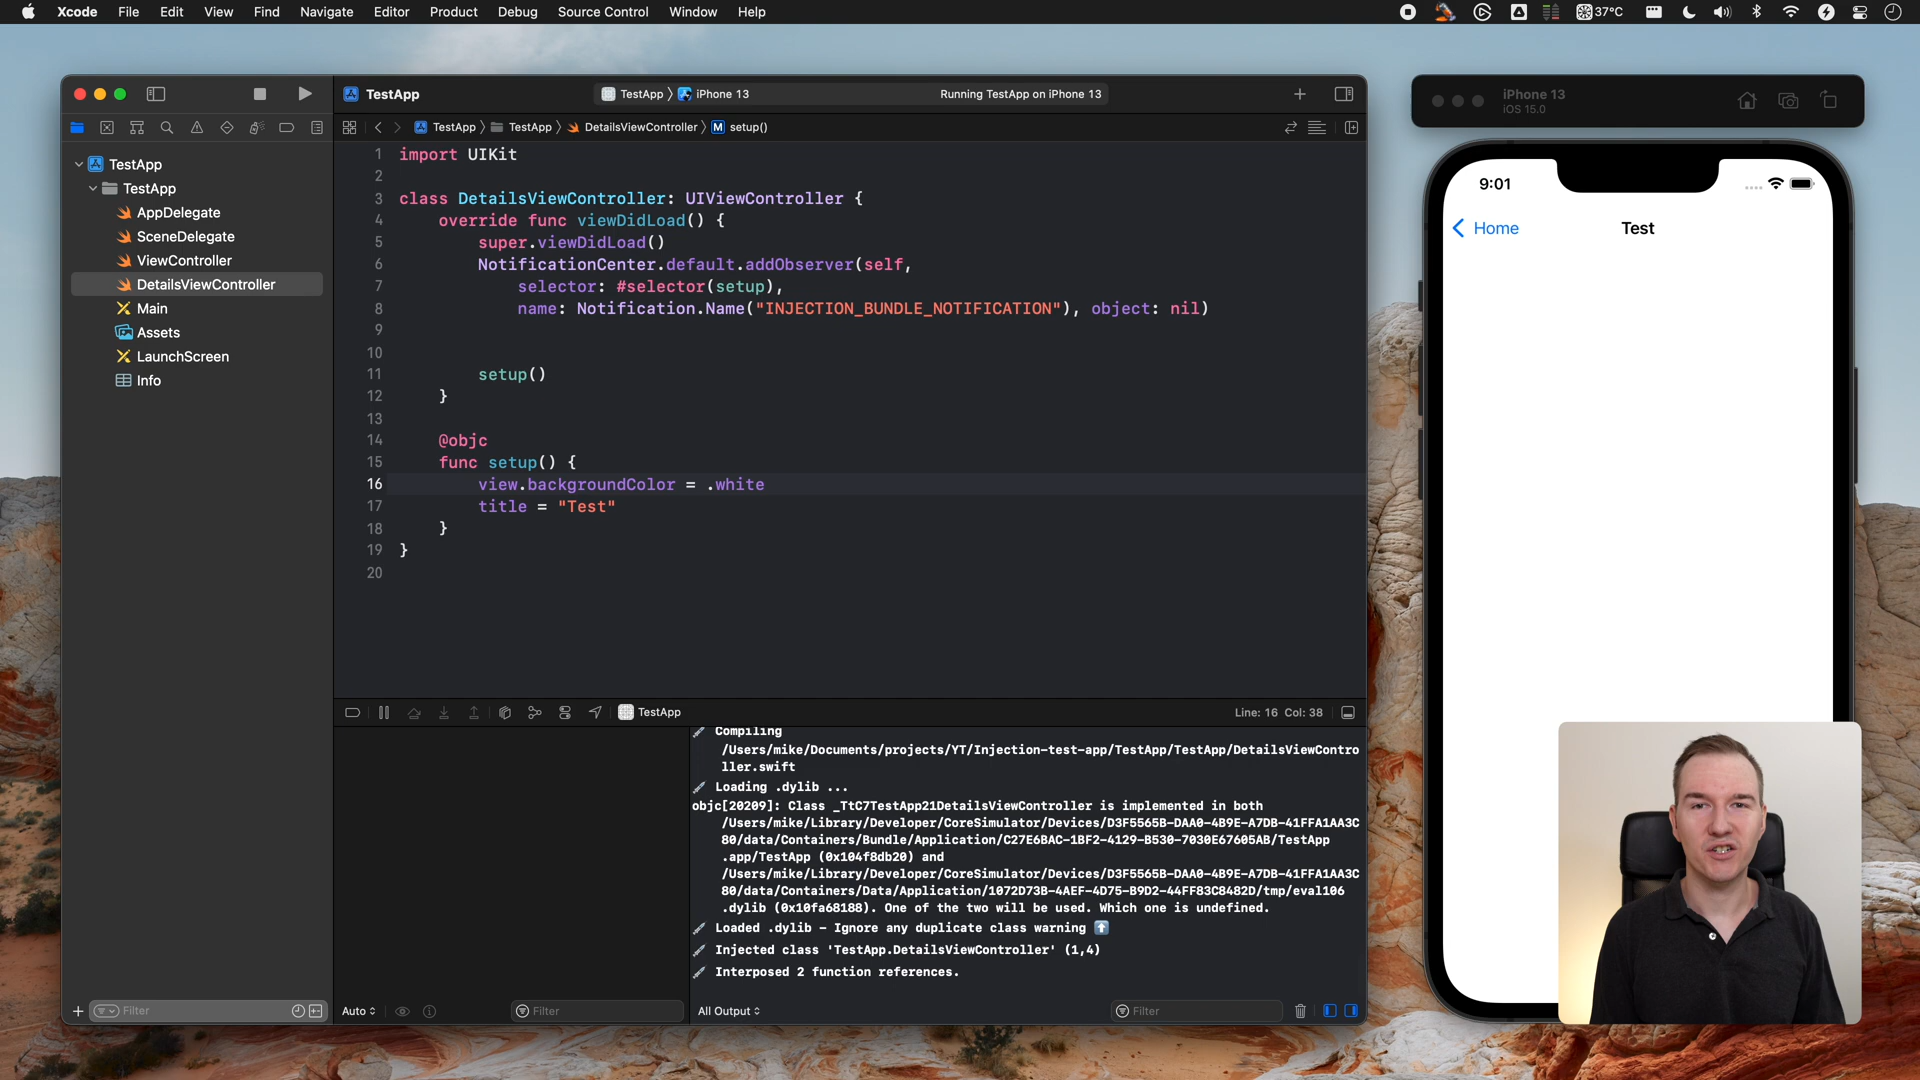 Xcode File Edit View Find Navigate Editor Product Debug Source Control Window Help
37°C
TestApp
TestApp iPhone 13
Running TestApp on iPhone 13
TestApp TestApp DetailsViewController M setup()
TestApp
TestApp
AppDelegate
SceneDelegate
ViewController
DetailsViewController
Main
Assets
LaunchScreen
Info
Filter
1 import UIKit
2
3 class DetailsViewController: UIViewController {
4 override func viewDidLoad() {
5 super.viewDidLoad()
6 NotificationCenter.default.addObserver(self,
7 selector: #selector(setup),
8 name: Notification.Name("INJECTION_BUNDLE_NOTIFICATION"), object: nil)
9
10
11 setup()
12 }
13
14 @objc
15 func setup() {
16 view.backgroundColor = .white
17 title = "Test"
18 }
19 }
20
TestApp
Line: 16 Col: 38
Compiling
/Users/mike/Documents/projects/YT/Injection-test-app/TestApp/TestApp/DetailsViewContro
ller.swift
Loading .dylib ...
objc[20209]: Class _TtC7TestApp21DetailsViewController is implemented in both
/Users/mike/Library/Developer/CoreSimulator/Devices/D3F5565B-DAA0-4B9E-A7DB-41FFA1AA3C
80/data/Containers/Bundle/Application/C27E6BAC-1BF2-4129-B530-7030E67605AB/TestApp
.app/TestApp (0x104f8db20) and
/Users/mike/Library/Developer/CoreSimulator/Devices/D3F5565B-DAA0-4B9E-A7DB-41FFA1AA3C
80/data/Containers/Data/Application/1072D73B-4AEF-4D75-B9D2-44FF83C8482D/tmp/eval106
.dylib (0x10fa68188). One of the two will be used. Which one is undefined.
Loaded .dylib - Ignore any duplicate class warning ⬆️
Injected class 'TestApp.DetailsViewController' (1,4)
Interposed 2 function references.
Auto
Filter
All Output
Filter
iPhone 13
iOS 15.0
9:01
Home
Test